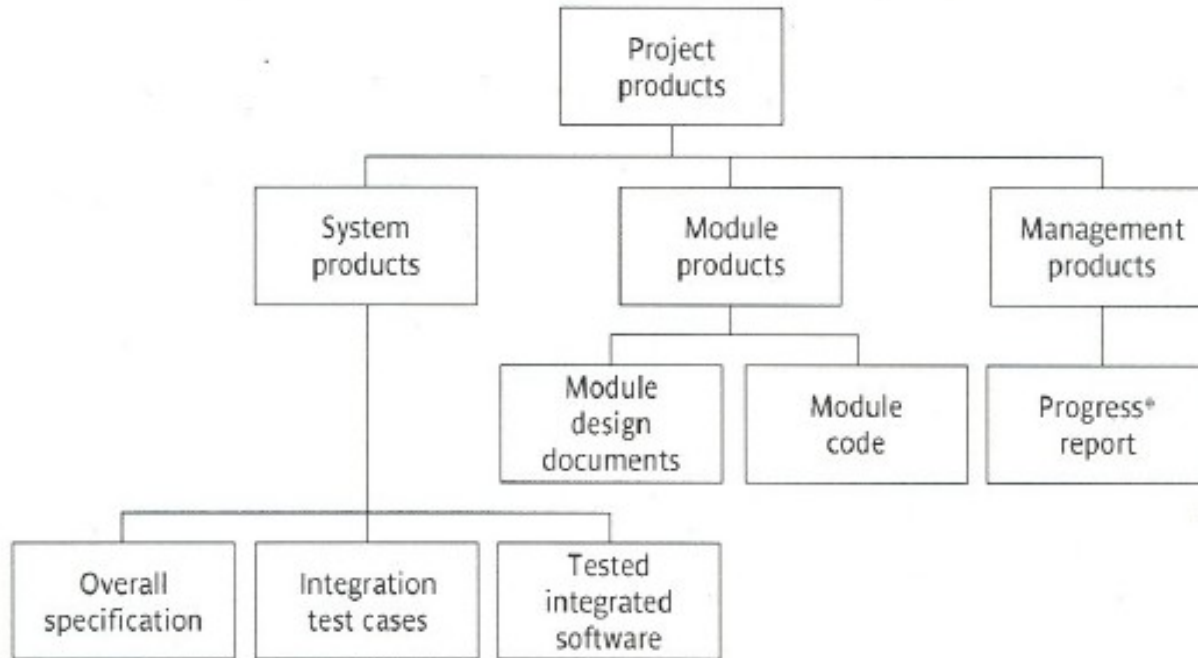 Project
products
System
products
Module
products
Management
products
Module
design
documents
Module
code
Progress*
report
Overall
specification
Integration
test cases
Tested
integrated
software